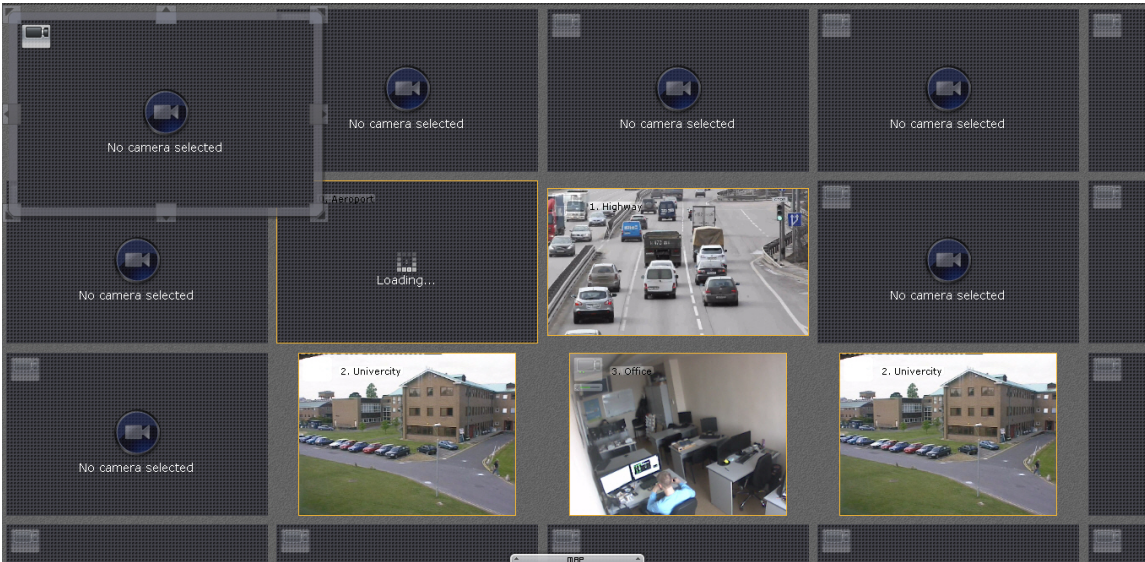 No camera selected
No camera selected
No camera selected
No camera selected
No camera selected
Aeroport
Loading...
1. Highway
No camera selected
No camera selected
2. Univercity
3. Office
2. Univercity
MAP